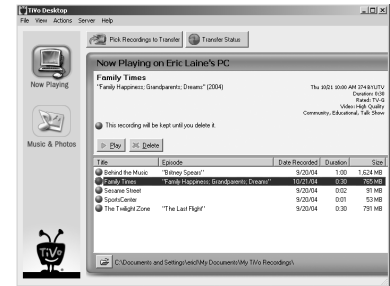 TiVo Desktop
File View Actions Server Help
Pick Recordings to Transfer Transfer Status
Now Playing
Music & Photos
TiVo
Now Playing on Eric Laine's PC
Family Times
"Family Happiness; Grandparents; Dreams" (2004)
Thu 10/21 10:00 AM 374 BYUTV
Duration: 0:30
Rated: TV-G
Video: High Quality
Community, Educational, Talk Show
This recording will be kept until you delete it.
Play Delete
Title Episode Date Recorded Duration Size
Behind the Music "Britney Spears" 9/20/04 1:00 1,624 MB
Family Times "Family Happiness; Grandparents; Dreams" 10/21/04 0:30 765 MB
Sesame Street 9/20/04 0:02 91 MB
SportsCenter 9/20/04 0:01 53 MB
The Twilight Zone "The Last Flight" 9/20/04 0:30 791 MB
C:\Documents and Settings\ericl\My Documents\My TiVo Recordings\